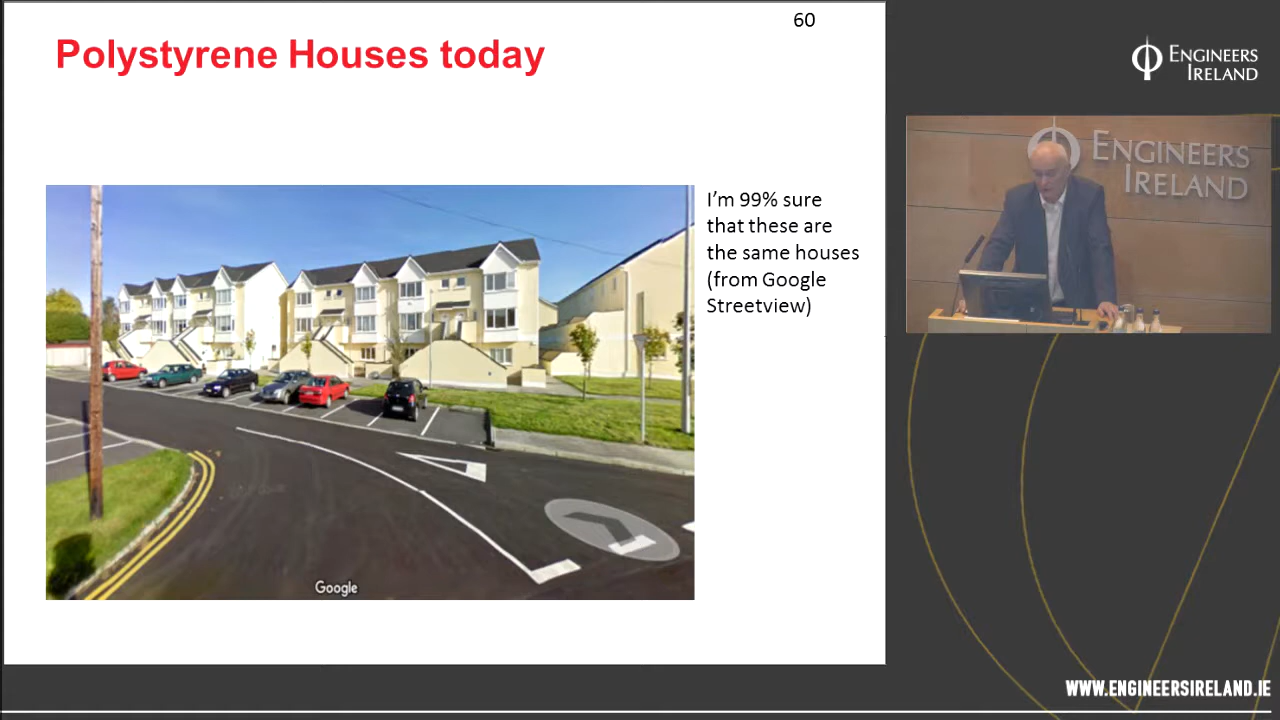 60
Polystyrene Houses today
I'm 99% sure
that these are
the same houses
(from Google
Streetview)
Google
ENGINEERS
IRELAND
ENGINEERS
IRELAND
WWW.ENGINEERSIRELAND.IE